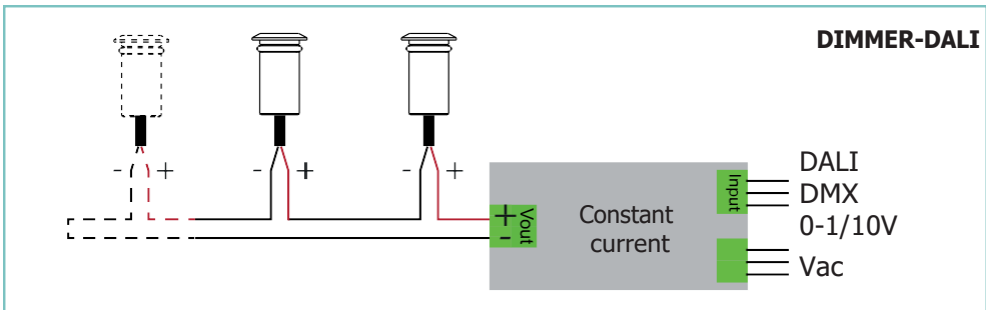 DIMMER-DALI
- +
- +
- +
+
-
Vout
Constant
current
Input
DALI
DMX
0-1/10V
Vac